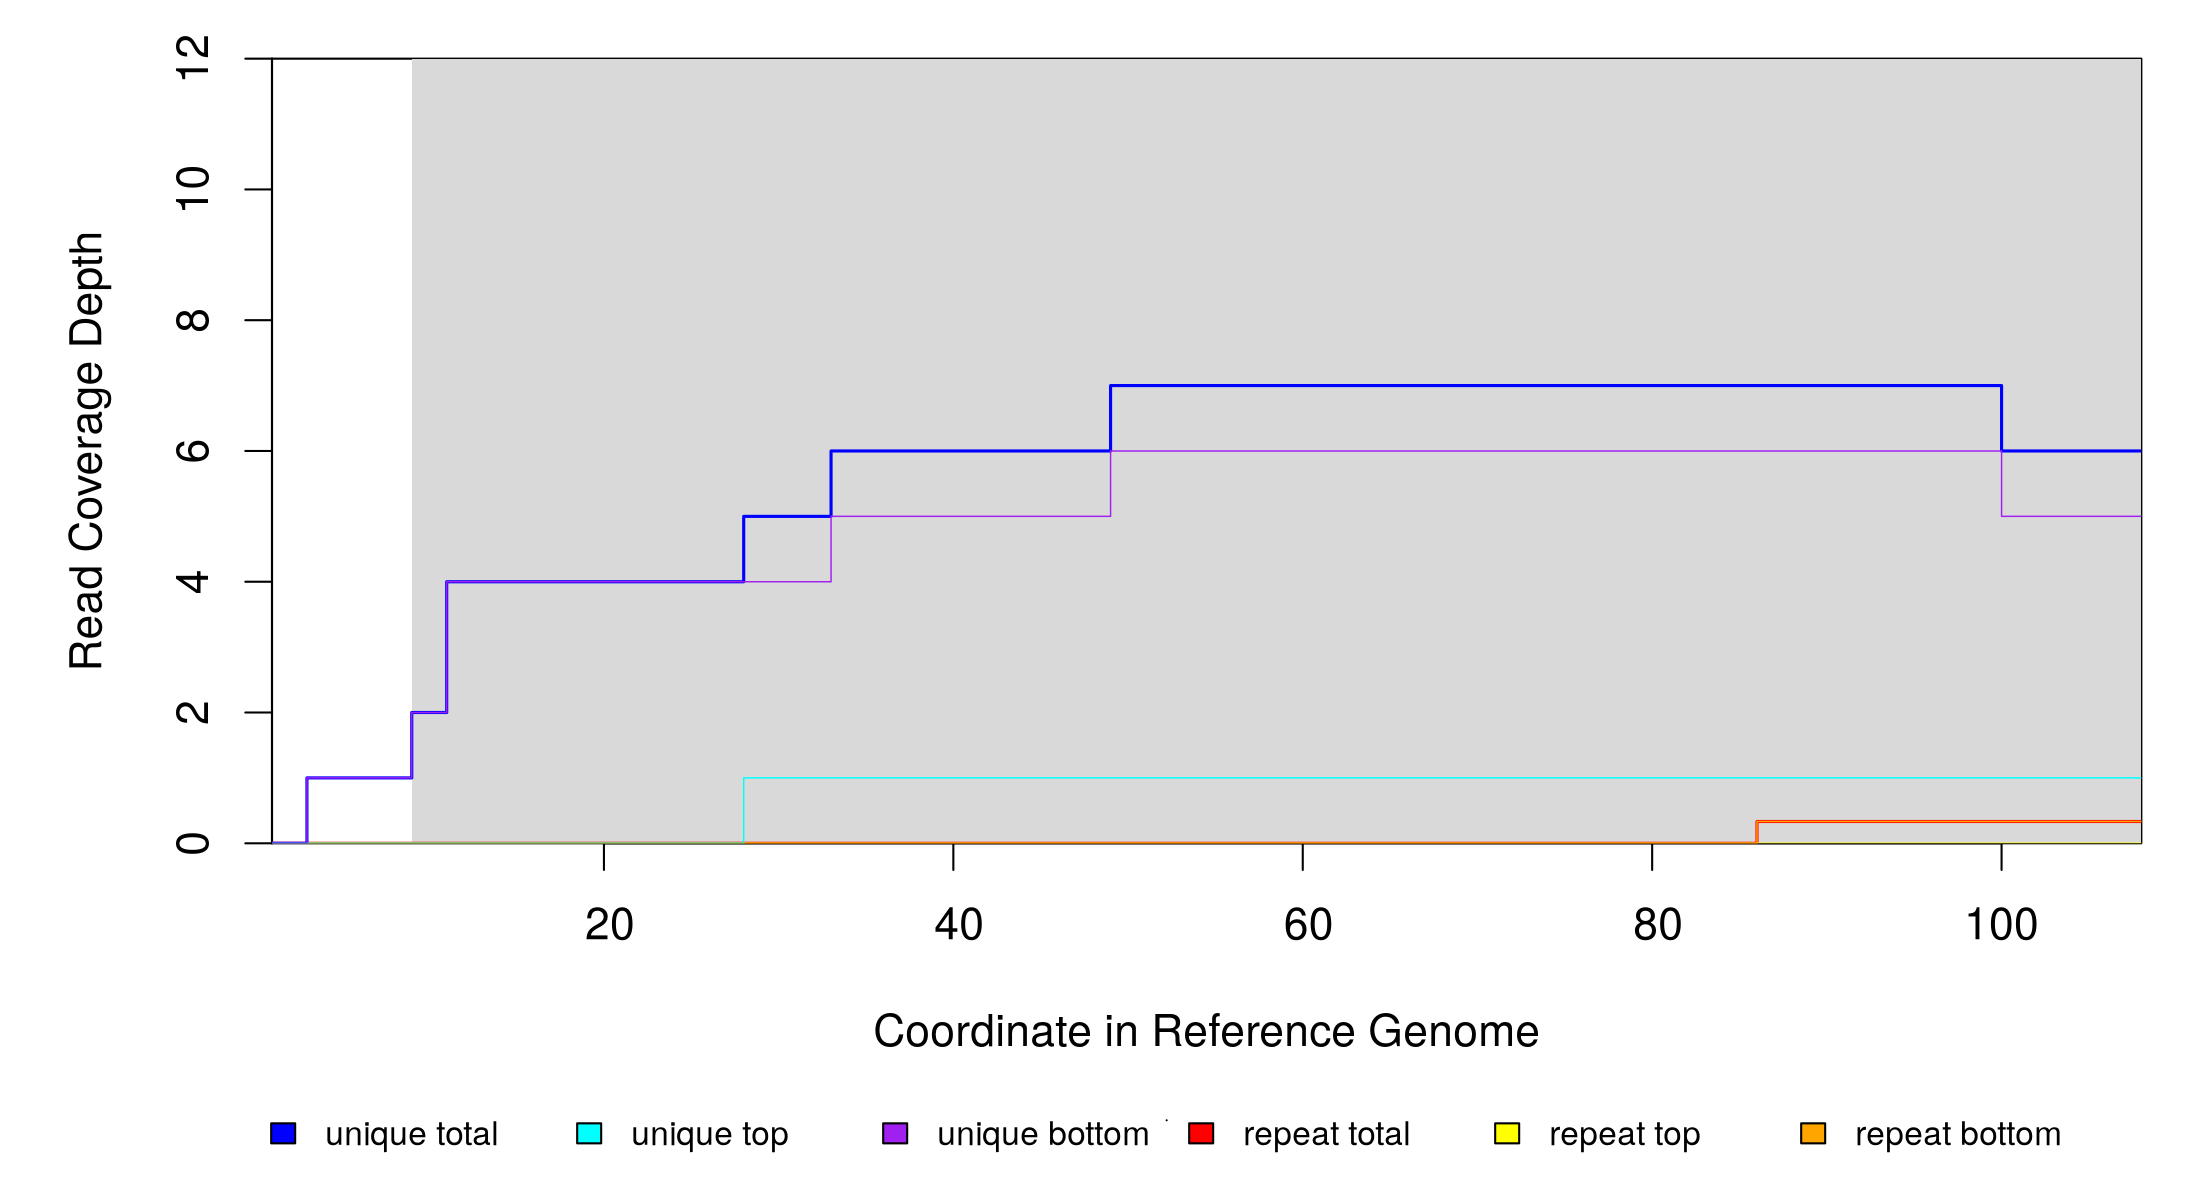 12
10
8
6
4
2
0
Read Coverage Depth
20 40 60 80 100
Coordinate in Reference Genome
unique total unique top unique bottom repeat total repeat top repeat bottom